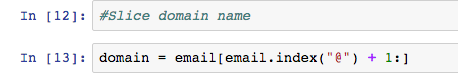 In [12]: #Slice domain name
In [13]: domain = email[email.index("@") + 1:]